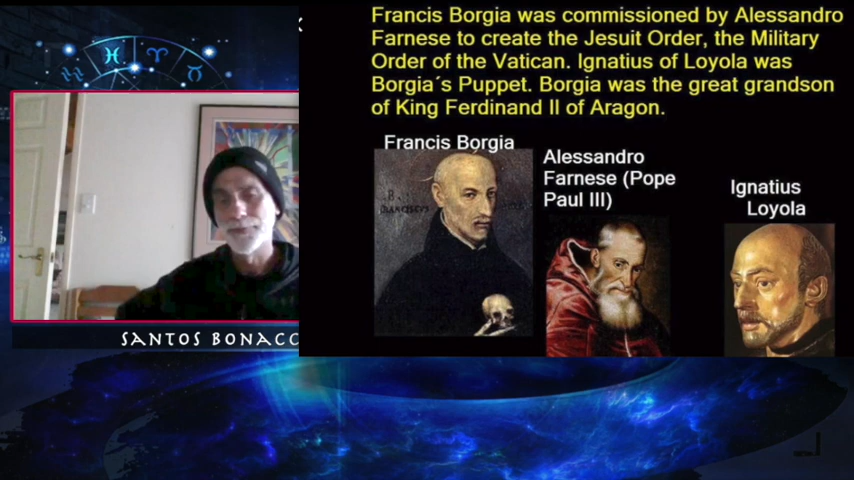 Francis Borgia was commissioned by Alessandro
Farnese to create the Jesuit Order, the Military
Order of the Vatican. Ignatius of Loyola was
Borgia´s Puppet. Borgia was the great grandson
of King Ferdinand II of Aragon.
Francis Borgia
Alessandro
Farnese (Pope
Paul III)
Ignatius
Loyola
SANTOS BONACC